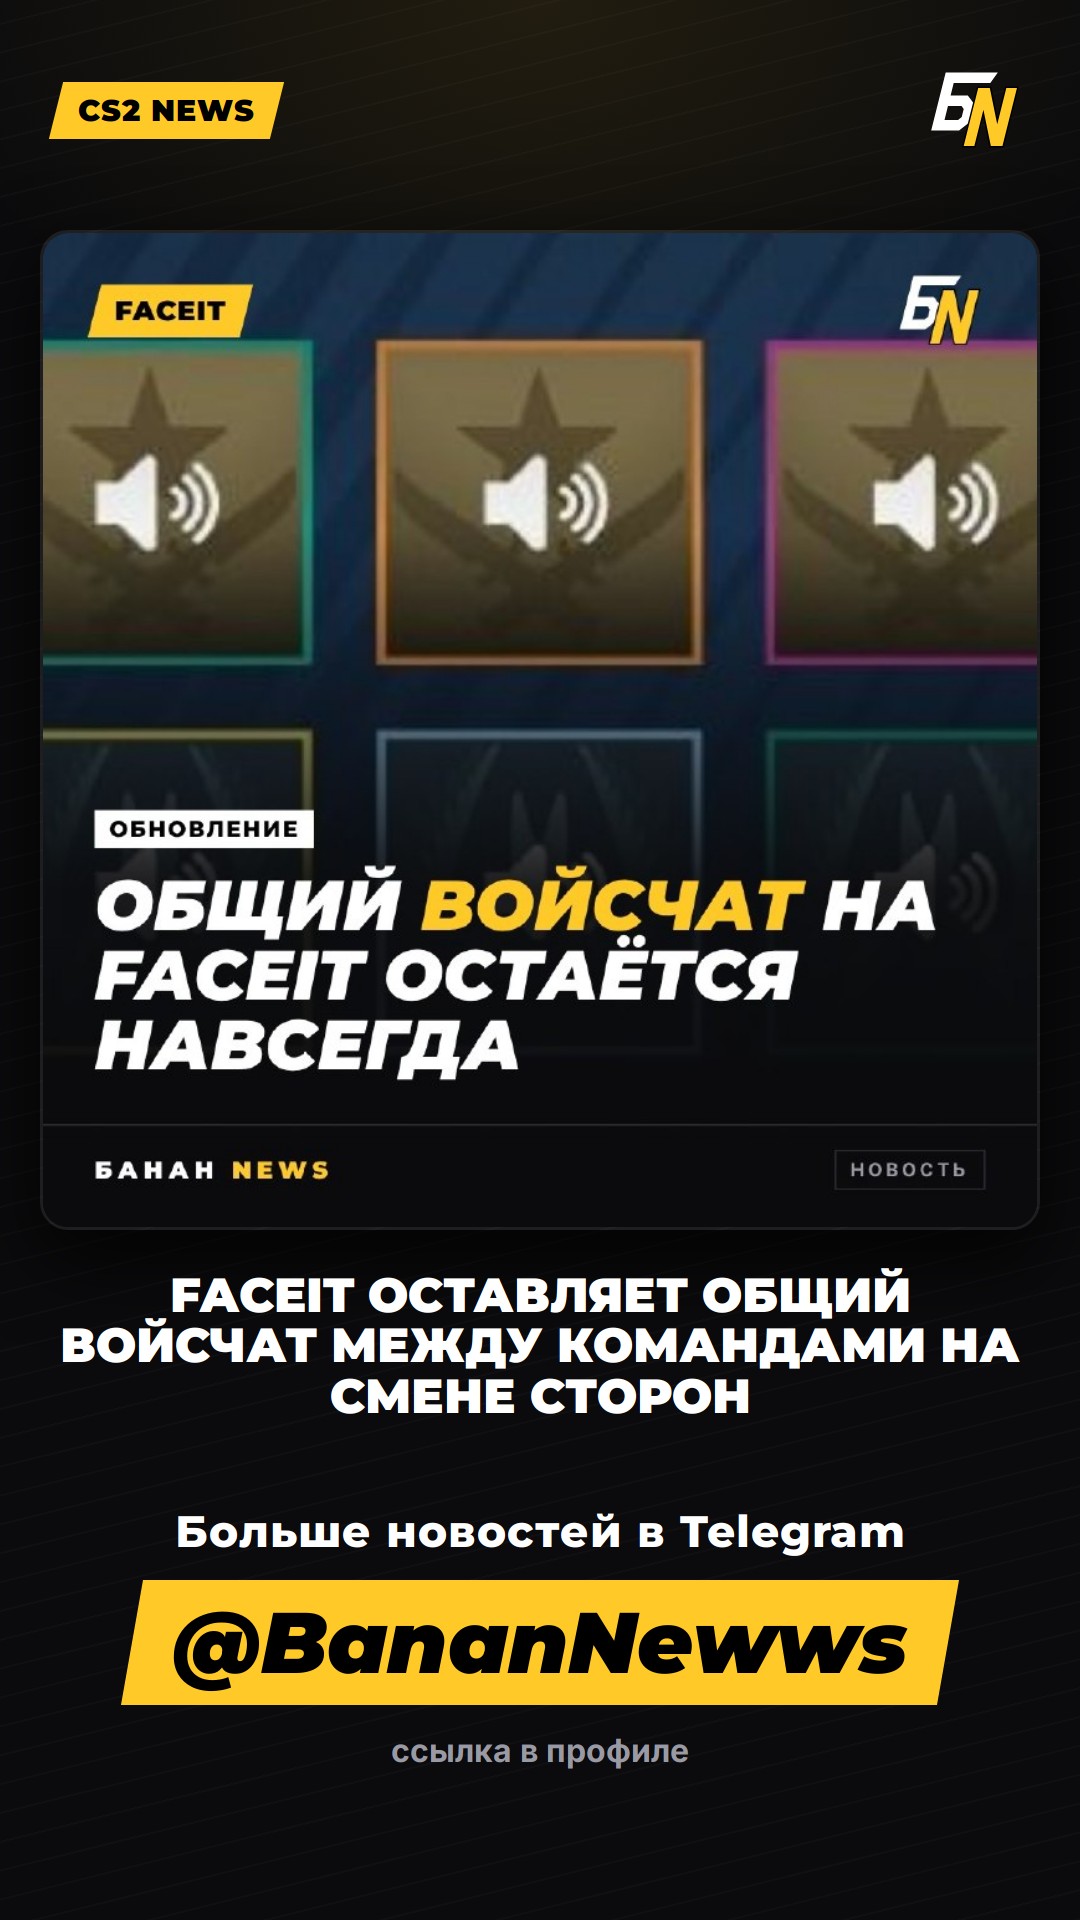 CS2 NEWS
БN
FACEIT
БN
ОБНОВЛЕНИЕ
ОБЩИЙ ВОЙСЧАТ НА
FACEIT ОСТАЁТСЯ
НАВСЕГДА
БАНАН NEWS
НОВОСТЬ
FACEIT ОСТАВЛЯЕТ ОБЩИЙ
ВОЙСЧАТ МЕЖДУ КОМАНДАМИ НА
СМЕНЕ СТОРОН
Больше новостей в Telegram
@BananNewws
ссылка в профиле